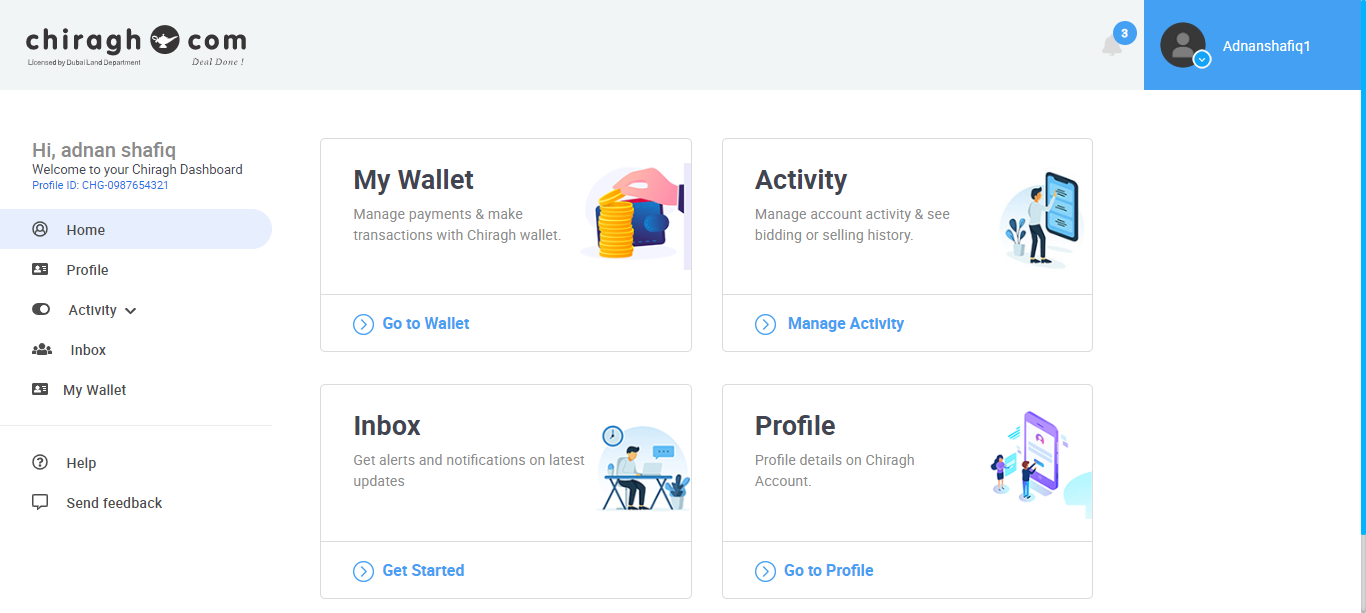 chiragh com
Licensed by Dubai Land Department
Deal Done !
3
Adnanshafiq1
Hi, adnan shafiq
Welcome to your Chiragh Dashboard
Profile ID: CHG-0987654321
Home
Profile
Activity
Inbox
My Wallet
Help
Send feedback
My Wallet
Manage payments & make
transactions with Chiragh wallet.
Go to Wallet
Activity
Manage account activity & see
bidding or selling history.
Manage Activity
Inbox
Get alerts and notifications on latest
updates
Get Started
Profile
Profile details on Chiragh
Account.
Go to Profile